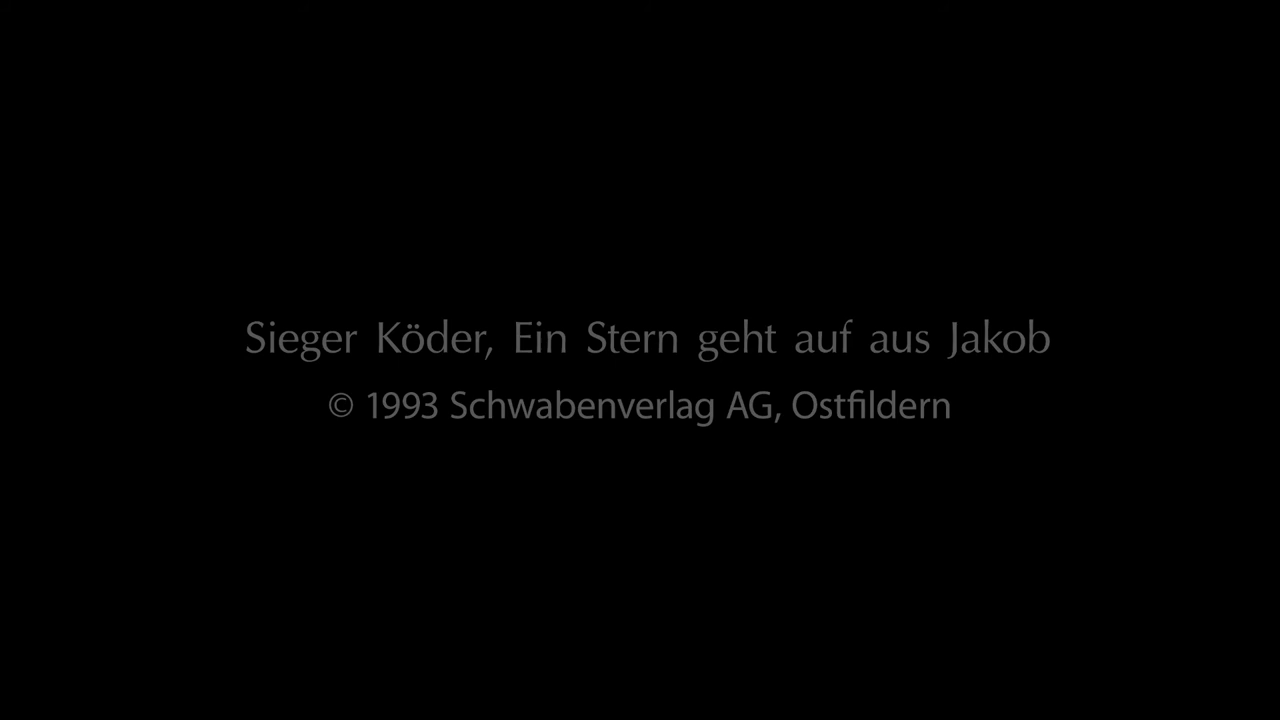 Sieger Köder, Ein Stern geht auf aus Jakob
© 1993 Schwabenverlag AG, Ostfildern